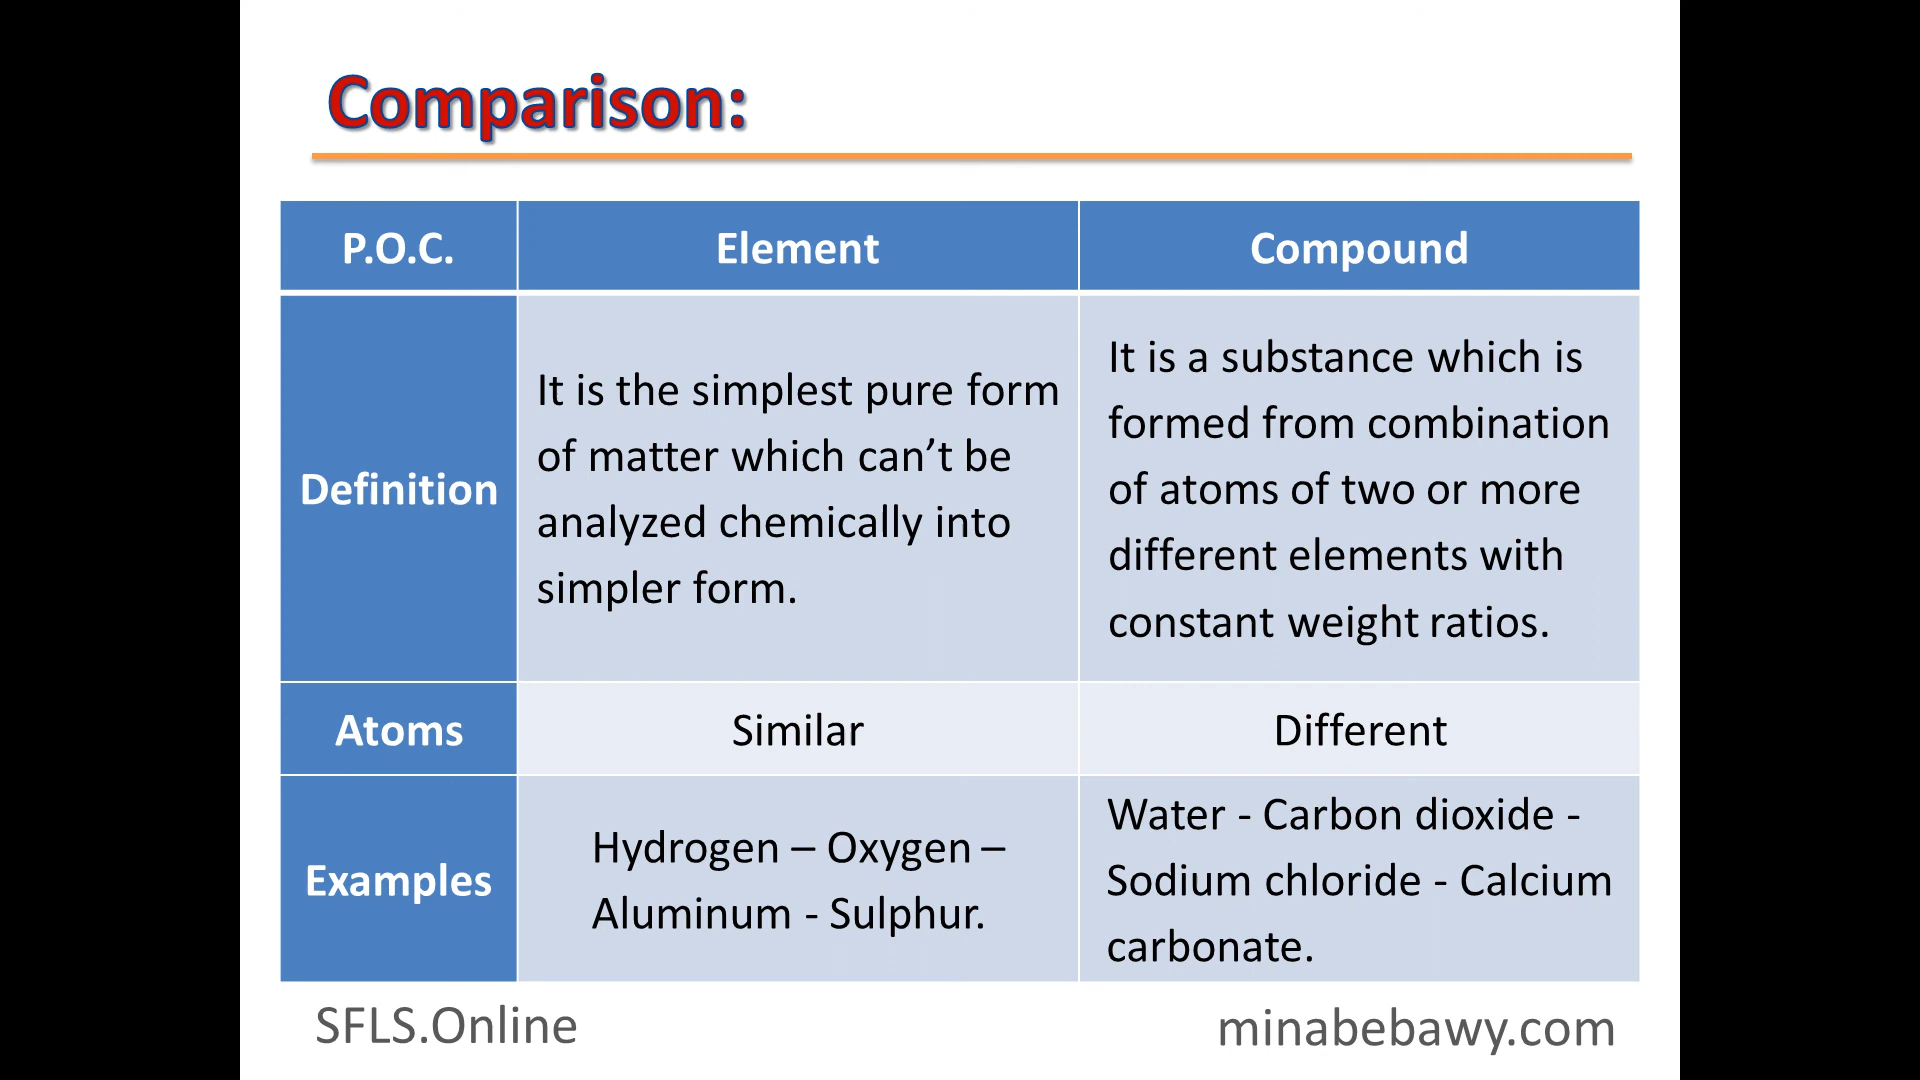 Comparison:
P.O.C.
Element
Compound
Definition
It is the simplest pure form
of matter which can’t be
analyzed chemically into
simpler form.
It is a substance which is
formed from combination
of atoms of two or more
different elements with
constant weight ratios.
Atoms
Similar
Different
Examples
Hydrogen – Oxygen –
Aluminum - Sulphur.
Water - Carbon dioxide -
Sodium chloride - Calcium
carbonate.
SFLS.Online
minabebawy.com